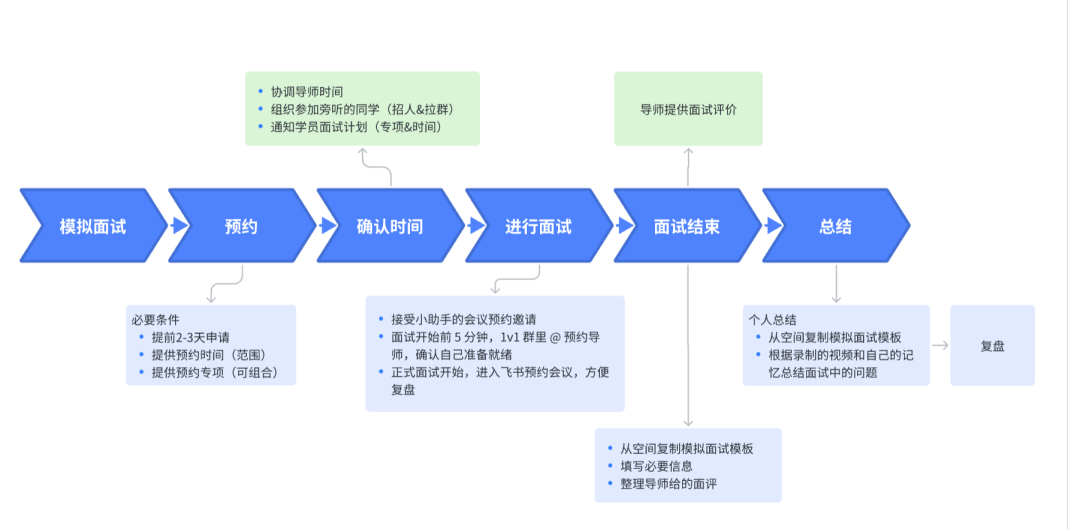 协调导师时间
组织参加旁听的同学（招人&拉群）
通知学员面试计划（专项&时间）
导师提供面试评价
模拟面试
预约
确认时间
进行面试
面试结束
总结
必要条件
提前2-3天申请
提供预约时间（范围）
提供预约专项（可组合）
接受小助手的会议预约邀请
面试开始前 5 分钟，1v1 群里 @ 预约导
师，确认自己准备就绪
正式面试开始，进入飞书预约会议，方便
复盘
个人总结
从空间复制模拟面试模板
根据录制的视频和自己的记
忆总结面试中的问题
复盘
从空间复制模拟面试模板
填写必要信息
整理导师给的面评